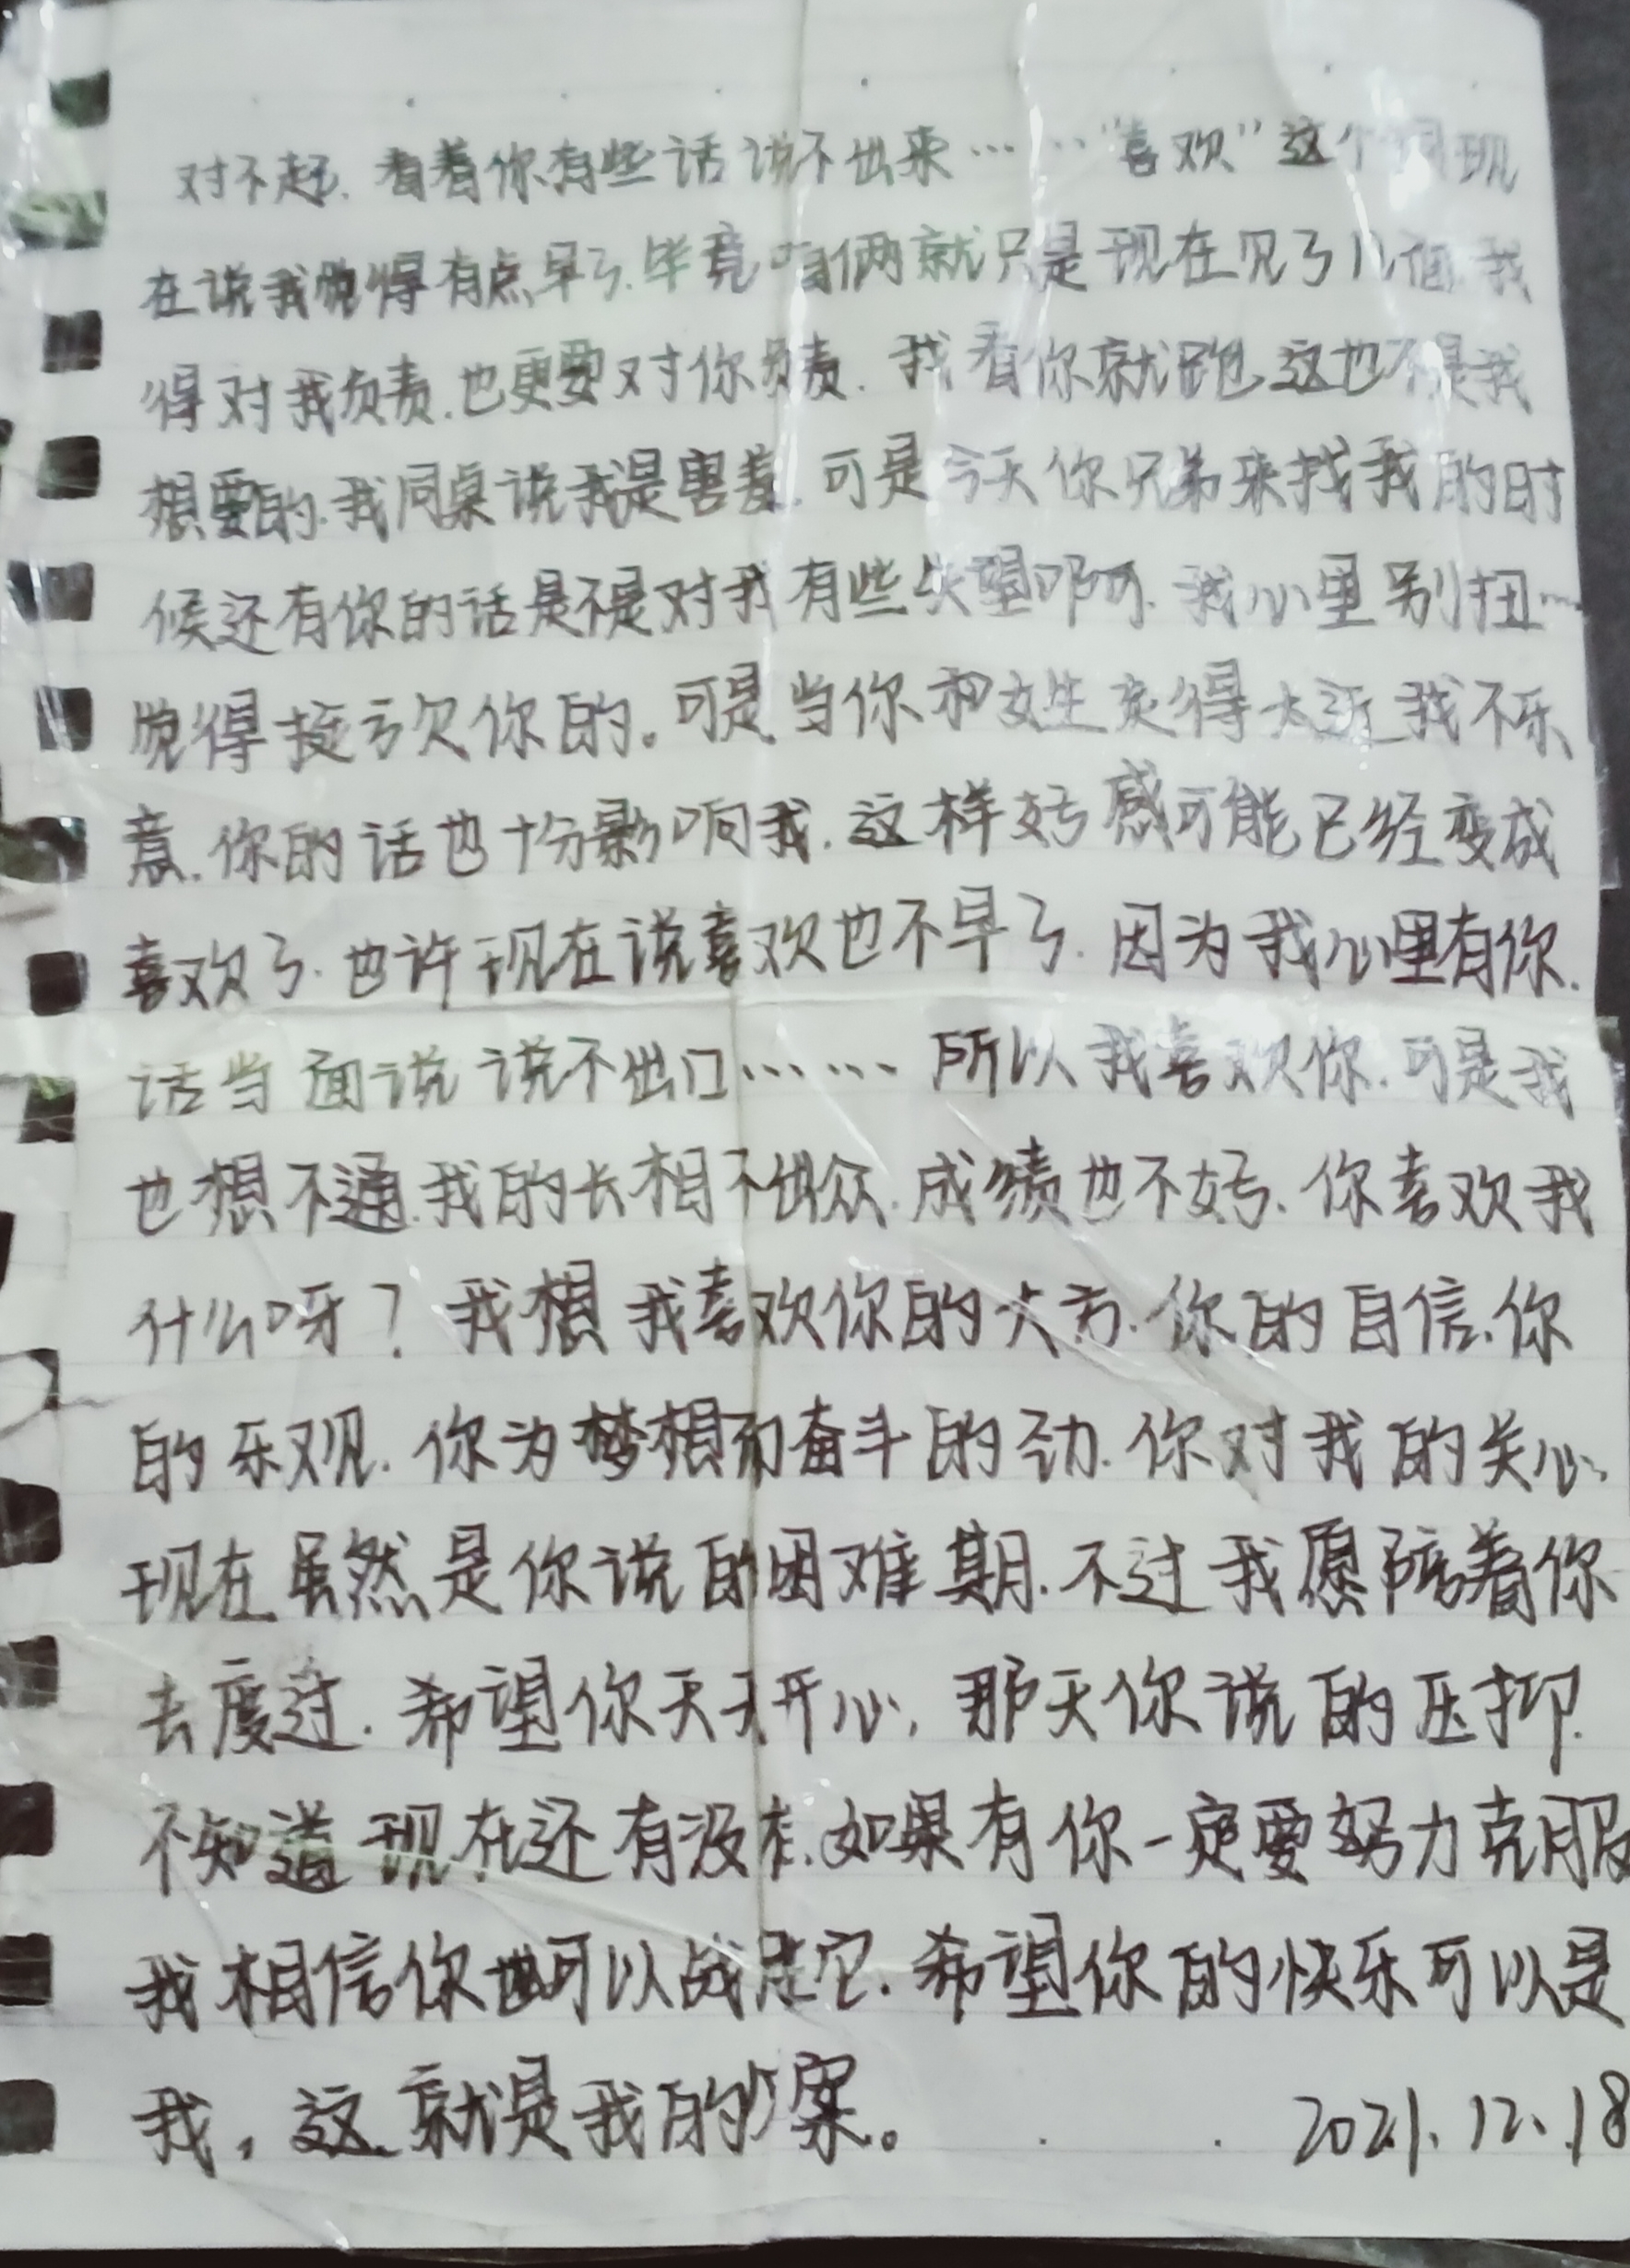 对不起.看着你有些话说不出来……“喜欢”这个词现
在说我觉得有点早了.毕竟咱俩就只是现在见了几面.我
得对我负责.也更要对你负责.我看你就跑这也不是我
想要的.我同桌说我是害羞.可是今天你兄弟来找我的时
候还有你的话是不是对我有些失望啊.我心里别扭…
觉得挺亏欠你的。可是当你和女生离得太近我不乐
意.你的话也十分影响我.这样好感可能已经变成
喜欢了.也许现在说喜欢也不早了.因为我心里有你.
话当面说说不出口……所以我喜欢你.可是我
也想不通.我的长相不出众.成绩也不好.你喜欢我
什么呀?我想我喜欢你的大方.你的自信.你
的乐观.你为梦想而奋斗的劲.你对我的关心.
现在虽然是你说的困难期.不过我愿陪着你
去度过.希望你天天开心,那天你说的压抑.
不知道现在还有没有.如果有你一定要努力克服
我相信你也可以战胜它.希望你的快乐可以是
我,这就是我的答案。 2021.12.18